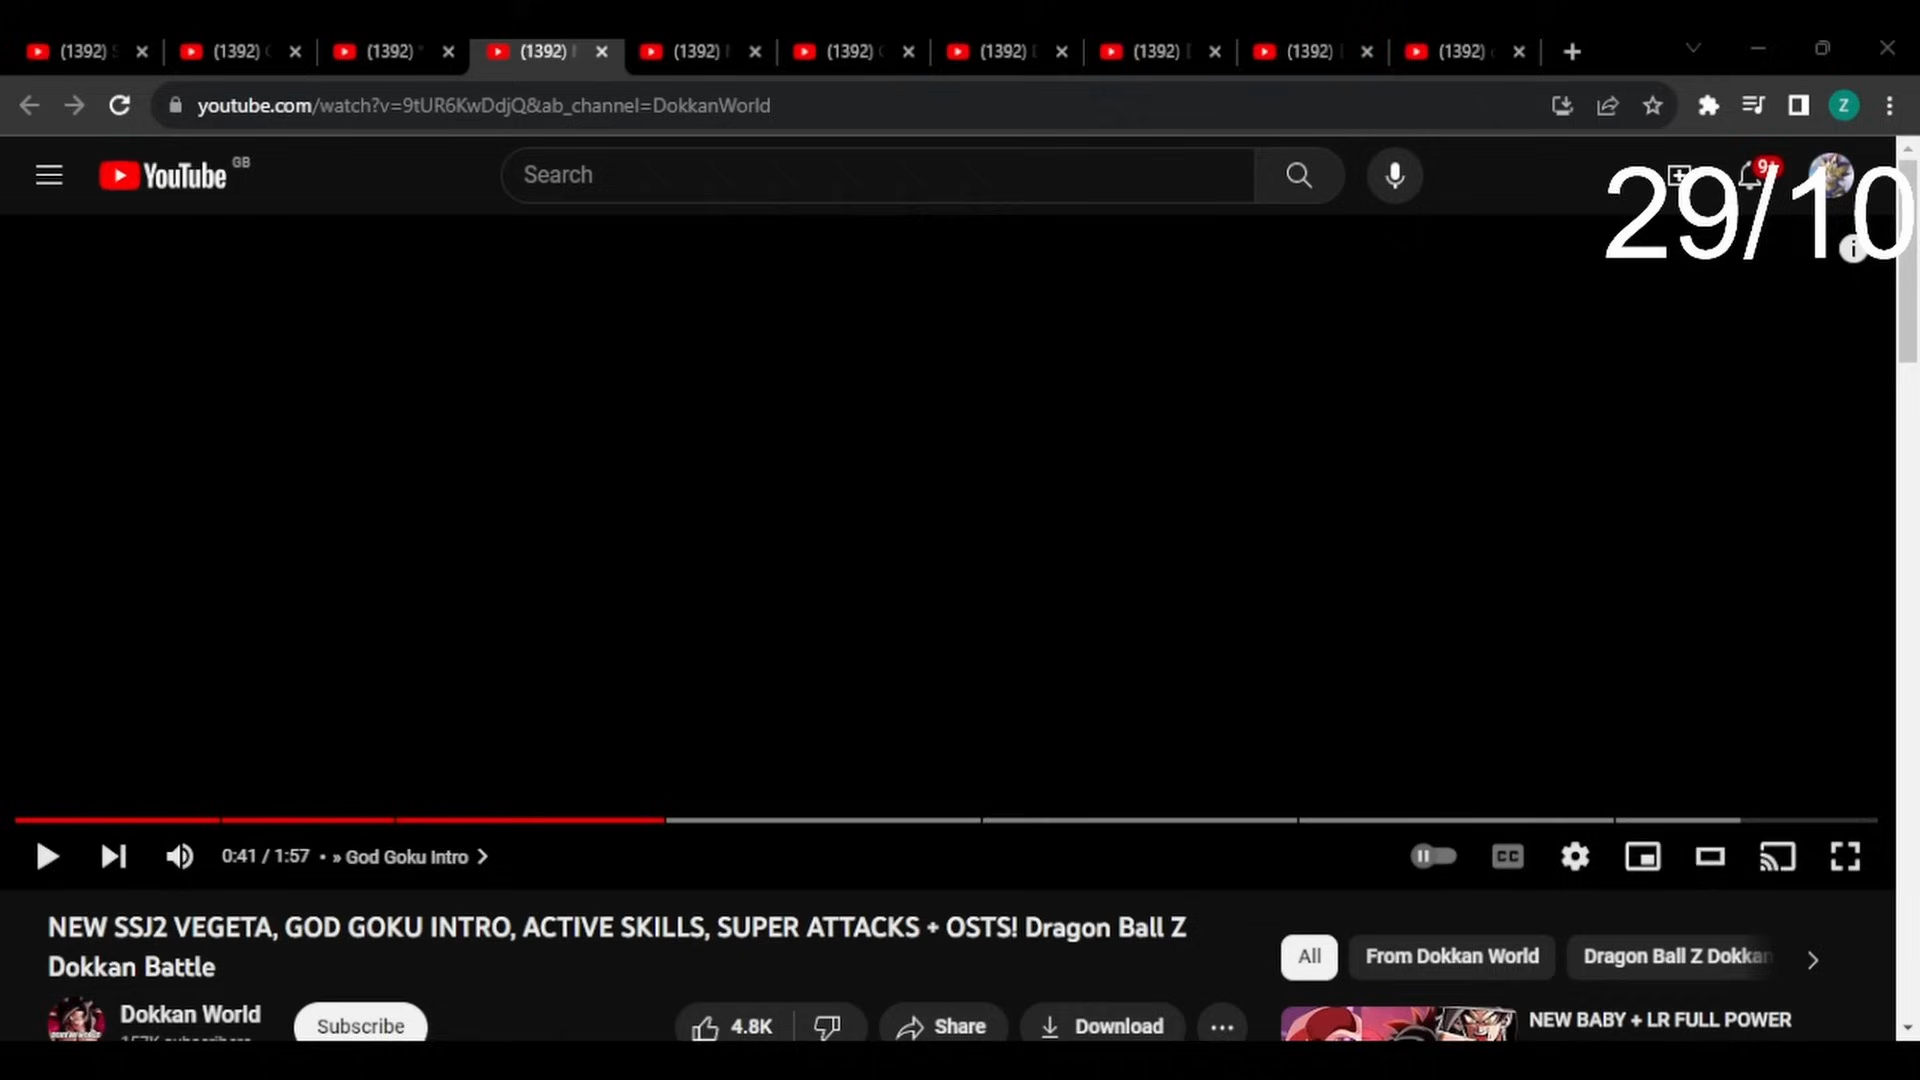 (1392)
(1392)
(1392)
(1392)
(1392)
(1392)
(1392)
(1392)
(1392)
(1392)
youtube.com/watch?v=9tUR6KwDdjQ&ab_channel=DokkanWorld
Z
YouTube GB
Search
9+
29/10
0:41 / 1:57 • » God Goku Intro
CC
NEW SSJ2 VEGETA, GOD GOKU INTRO, ACTIVE SKILLS, SUPER ATTACKS + OSTS! Dragon Ball Z
Dokkan Battle
All
From Dokkan World
Dragon Ball Z Dokkan
Dokkan World
Subscribe
4.8K
Share
Download
NEW BABY + LR FULL POWER